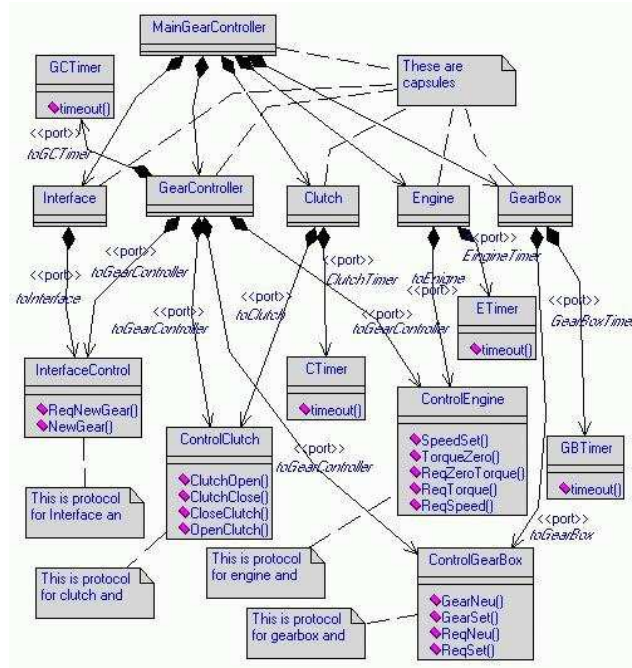 MainGearController
These are
capsules
GCTimer
timeout()
<<port>>
toGCTimer
Interface
GearController
Clutch
Engine
GearBox
<<port>>
toInterface
<<port>>
toGearController
<<port>>
toGearController
<<port>>
toClutch
<<port>>
ClutchTimer
<<port>>
toEnigne
<<port>>
toGearController
<<port>>
EingineTimer
<<port>>
GearBoxTimer
ETimer
timeout()
InterfaceControl
ReqNewGear()
NewGear()
CTimer
timeout()
ControlEngine
SpeedSet()
TorqueZero()
ReqZeroTorque()
ReqTorque()
ReqSpeed()
ControlClutch
ClutchOpen()
ClutchClose()
CloseClutch()
OpenClutch()
<<port>>
toGearController
GBTimer
timeout()
<<port>>
toGearBox
This is protocol
for Interface an
This is protocol
for clutch and
This is protocol
for engine and
This is protocol
for gearbox and
ControlGearBox
GearNeu()
GearSet()
ReqNeu()
ReqSet()